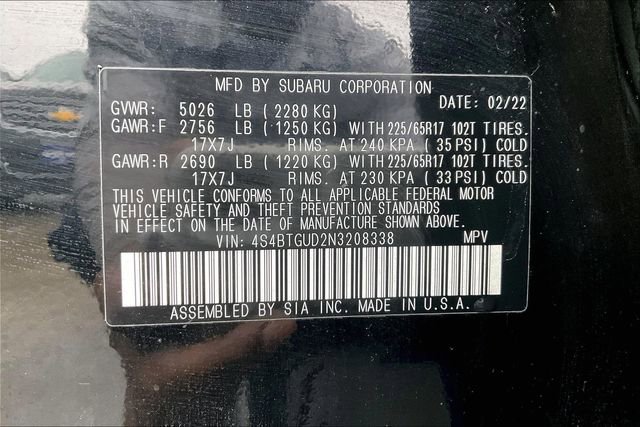 MFD BY SUBARU CORPORATION
GVWR: 5026 LB (2280 KG) DATE: 02/22
GAWR:F 2756 LB (1250 KG) WITH 225/65R17 102T TIRES.
17X7J RIMS. AT 240 KPA (35 PSI) COLD
GAWR:R 2690 LB (1220 KG) WITH 225/65R17 102T TIRES.
17X7J RIMS. AT 230 KPA (33 PSI) COLD
THIS VEHICLE CONFORMS TO ALL APPLICABLE FEDERAL MOTOR
VEHICLE SAFETY AND THEFT PREVENTION STANDARDS
IN EFFECT ON THE DATE OF MANUFACTURE SHOWN ABOVE.
VIN: 4S4BTGUD2N3208338 MPV
ASSEMBLED BY SIA INC. MADE IN U.S.A.